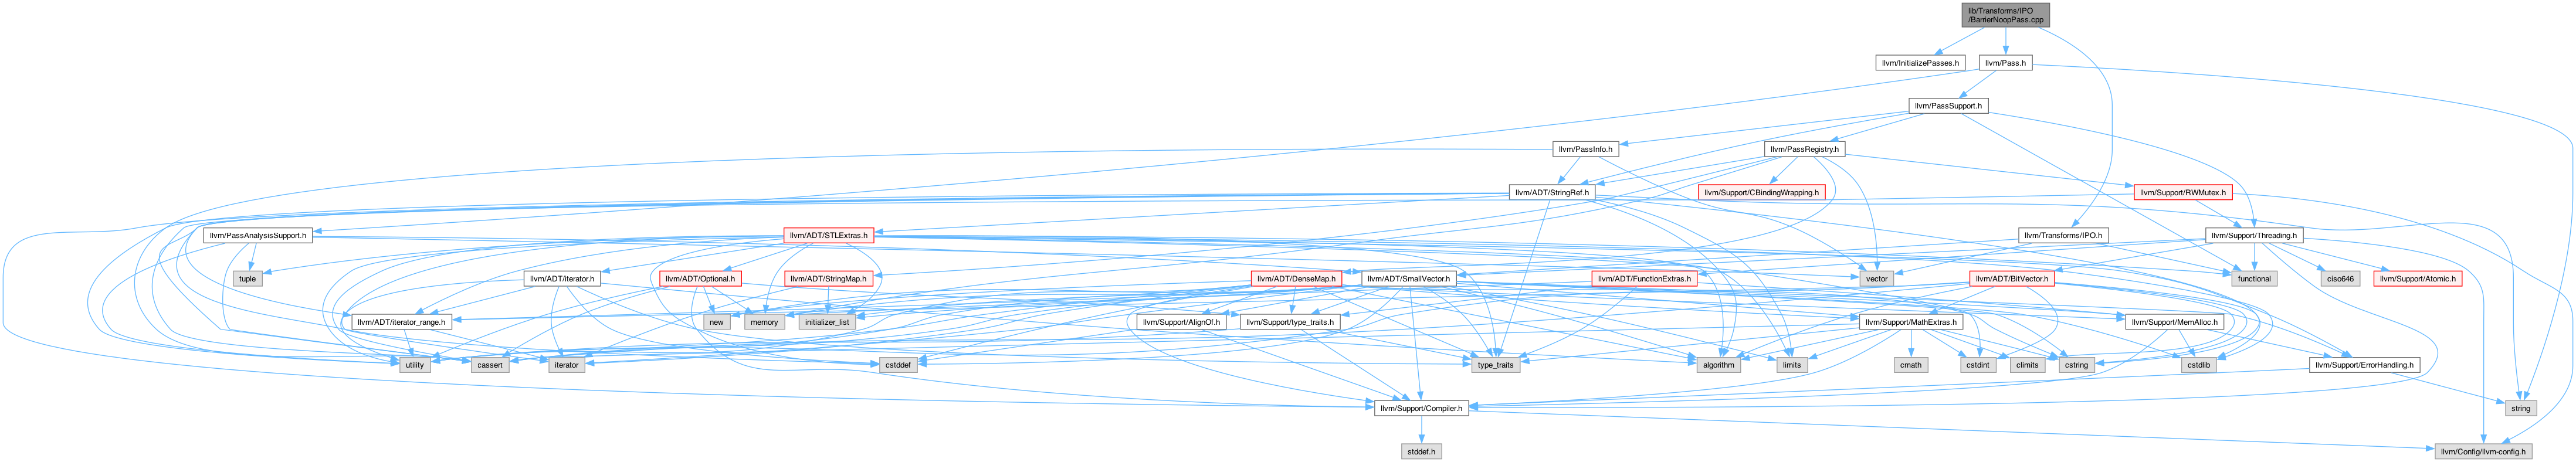 lib/Transforms/IPO
/BarrierNoopPass.cpp
llvm/InitializePasses.h
llvm/Pass.h
llvm/PassSupport.h
llvm/PassInfo.h
llvm/PassRegistry.h
llvm/ADT/StringRef.h
llvm/Support/CBindingWrapping.h
llvm/Support/RWMutex.h
llvm/PassAnalysisSupport.h
llvm/ADT/STLExtras.h
llvm/Transforms/IPO.h
llvm/Support/Threading.h
tuple
llvm/ADT/iterator.h
llvm/ADT/Optional.h
llvm/ADT/StringMap.h
llvm/ADT/DenseMap.h
llvm/ADT/SmallVector.h
llvm/ADT/FunctionExtras.h
vector
llvm/ADT/BitVector.h
functional
ciso646
llvm/Support/Atomic.h
llvm/ADT/iterator_range.h
new
memory
initializer_list
llvm/Support/AlignOf.h
llvm/Support/type_traits.h
llvm/Support/MathExtras.h
llvm/Support/MemAlloc.h
utility
cassert
iterator
cstddef
type_traits
algorithm
limits
cmath
cstdint
climits
cstring
cstdlib
llvm/Support/ErrorHandling.h
llvm/Support/Compiler.h
string
stddef.h
llvm/Config/llvm-config.h